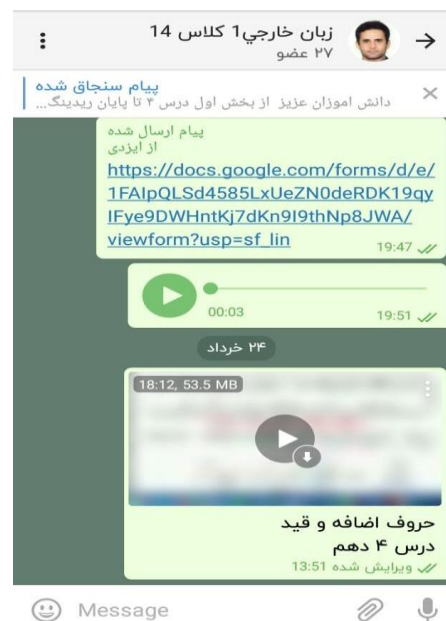 زبان خارجي1 کلاس 14
۲۷ عضو
پیام سنجاق شده
دانش اموزان عزیز از بخش اول درس ۴ تا پایان ریدینگ...
پیام ارسال شده
از ایزدی
https://docs.google.com/forms/d/e/
1FAIpQLSd4585LxUeZN0deRDK19qy
IFye9DWHntKj7dKn9I9thNp8JWA/
viewform?usp=sf_lin
19:47
00:03
19:51
۲۴ خرداد
18:12, 53.5 MB
حروف اضافه و قید
درس ۴ دهم
ویرایش شده 13:51
Message